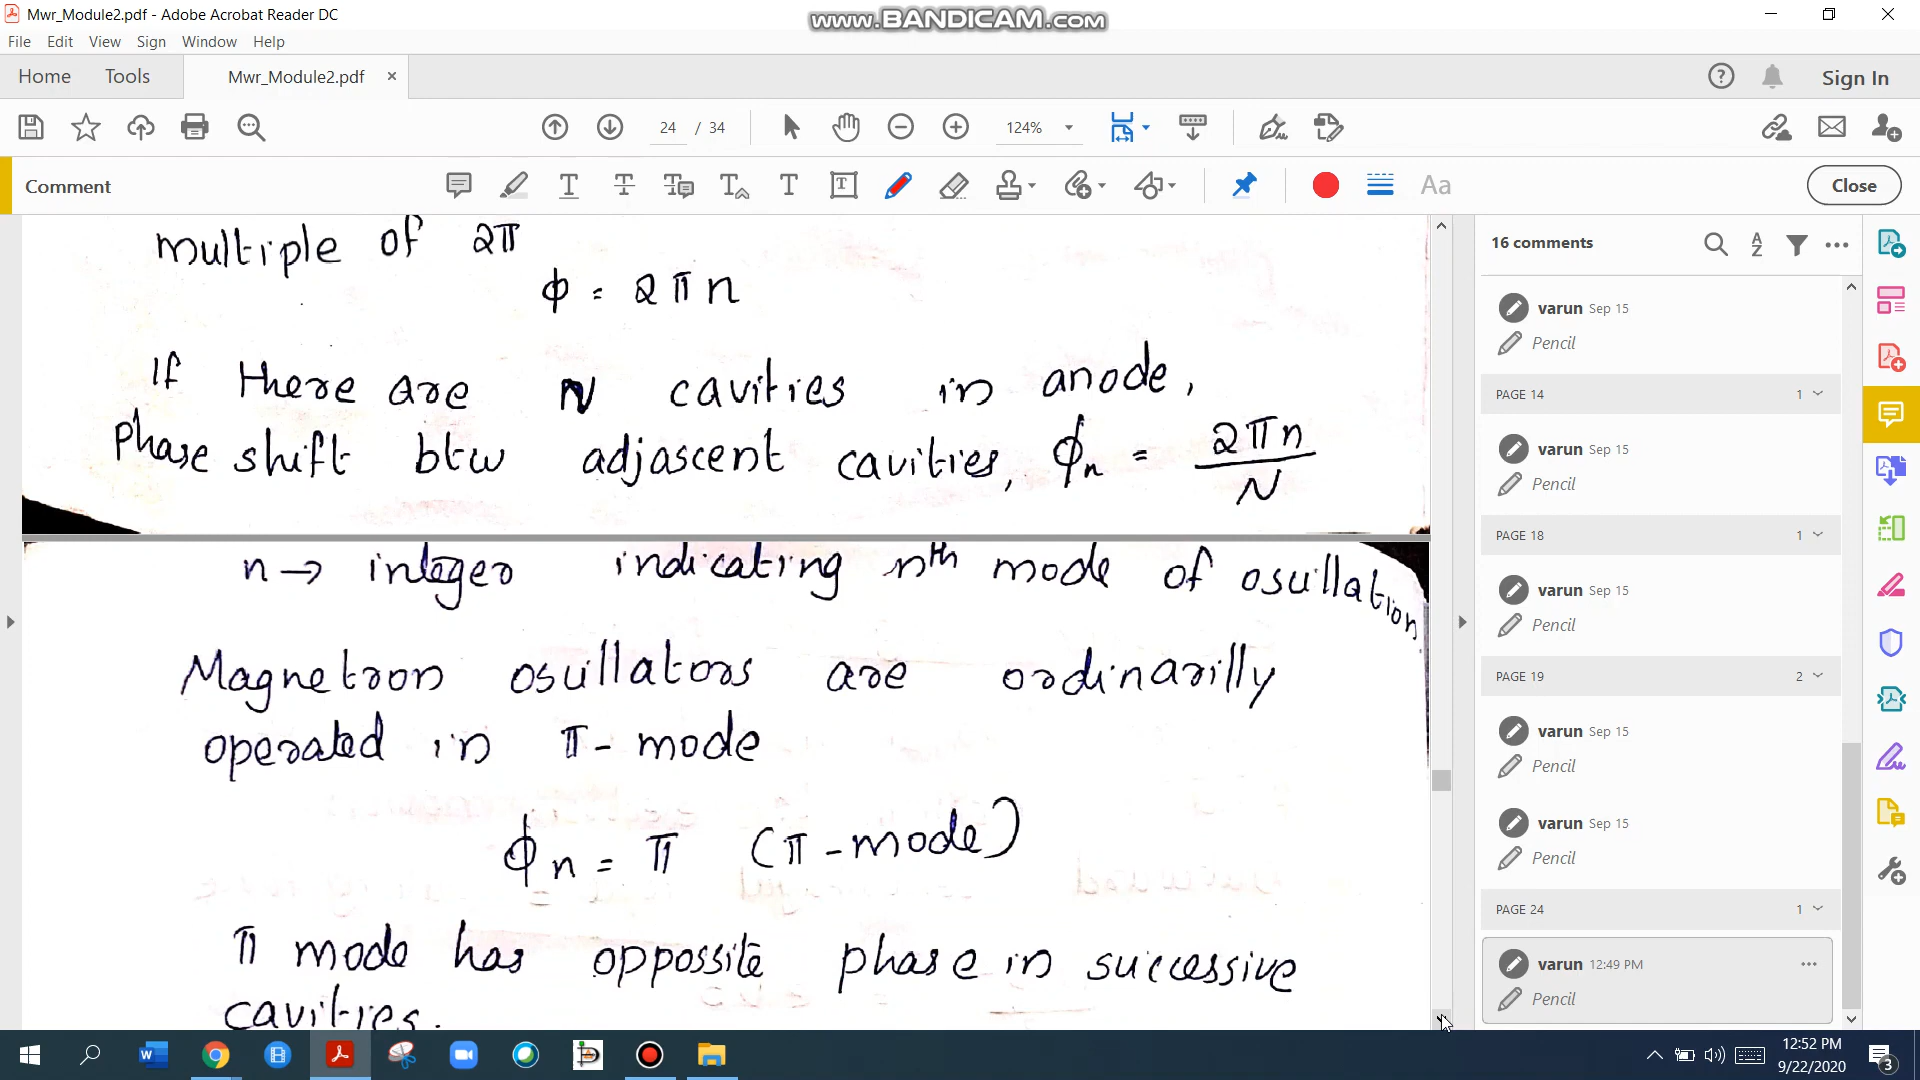 Mwr_Module2.pdf - Adobe Acrobat Reader DC
www.BANDICAM.com
File Edit View Sign Window Help
Home Tools Mwr_Module2.pdf × Sign In
24 / 34 124%
Comment Close
multiple of 2π
ϕ = 2πn
If there are N cavities in anode,
Phase shift btw adjascent cavities, ϕn = 2πn / N
n → integer indicating nth mode of osullation
Magnetron osullators are ordinarilly
operated in π - mode
ϕn = π (π - mode)
π mode has oppossite phase in successive
cavities.
16 comments
varun Sep 15
Pencil
PAGE 14 1
varun Sep 15
Pencil
PAGE 18 1
varun Sep 15
Pencil
PAGE 19 2
varun Sep 15
Pencil
varun Sep 15
Pencil
PAGE 24 1
varun 12:49 PM
Pencil
12:52 PM
9/22/2020
3